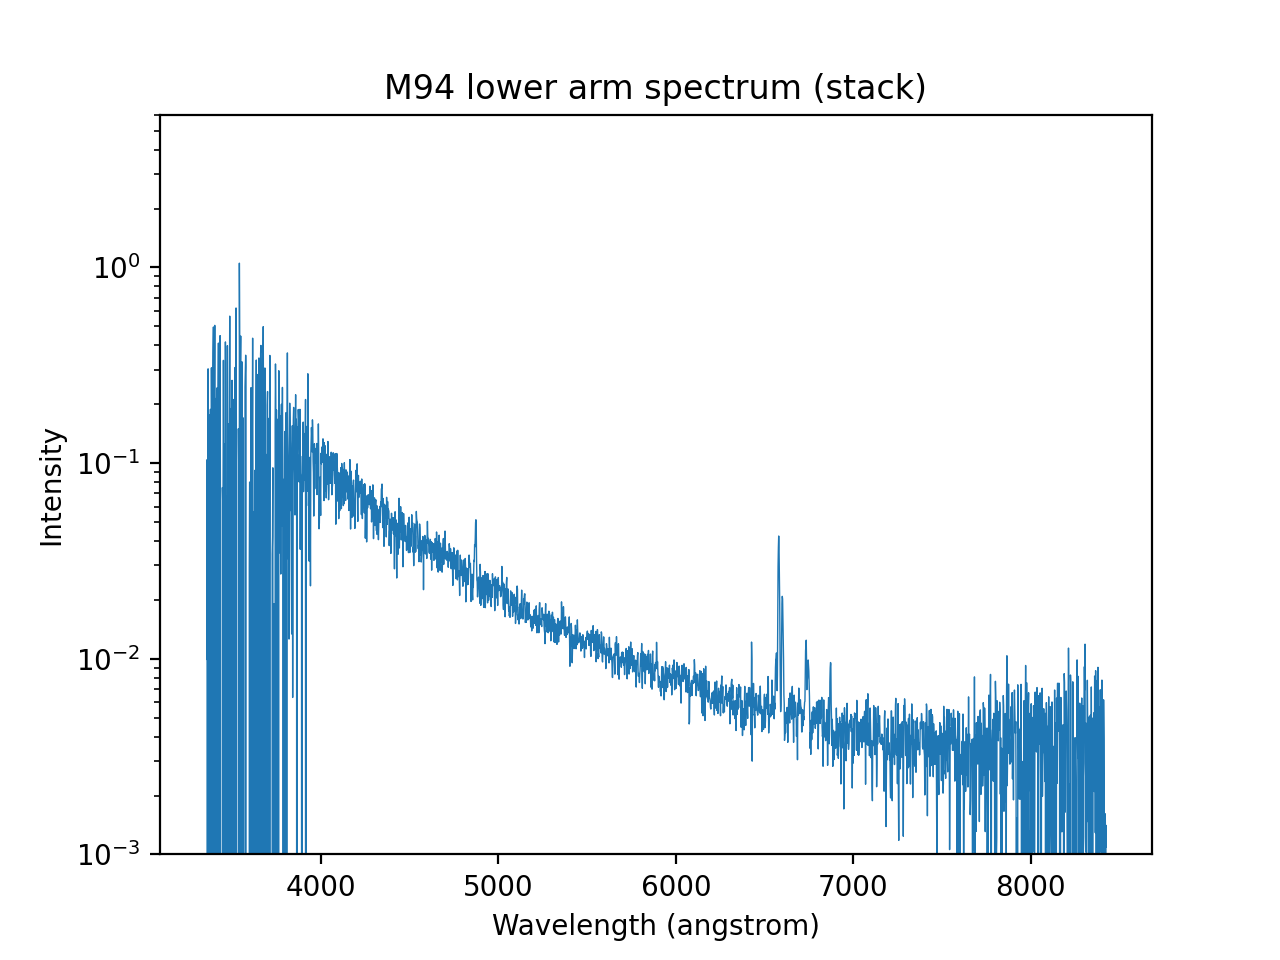 M94 lower arm spectrum (stack)
10⁰
10⁻¹
10⁻²
10⁻³
Intensity
4000 5000 6000 7000 8000
Wavelength (angstrom)